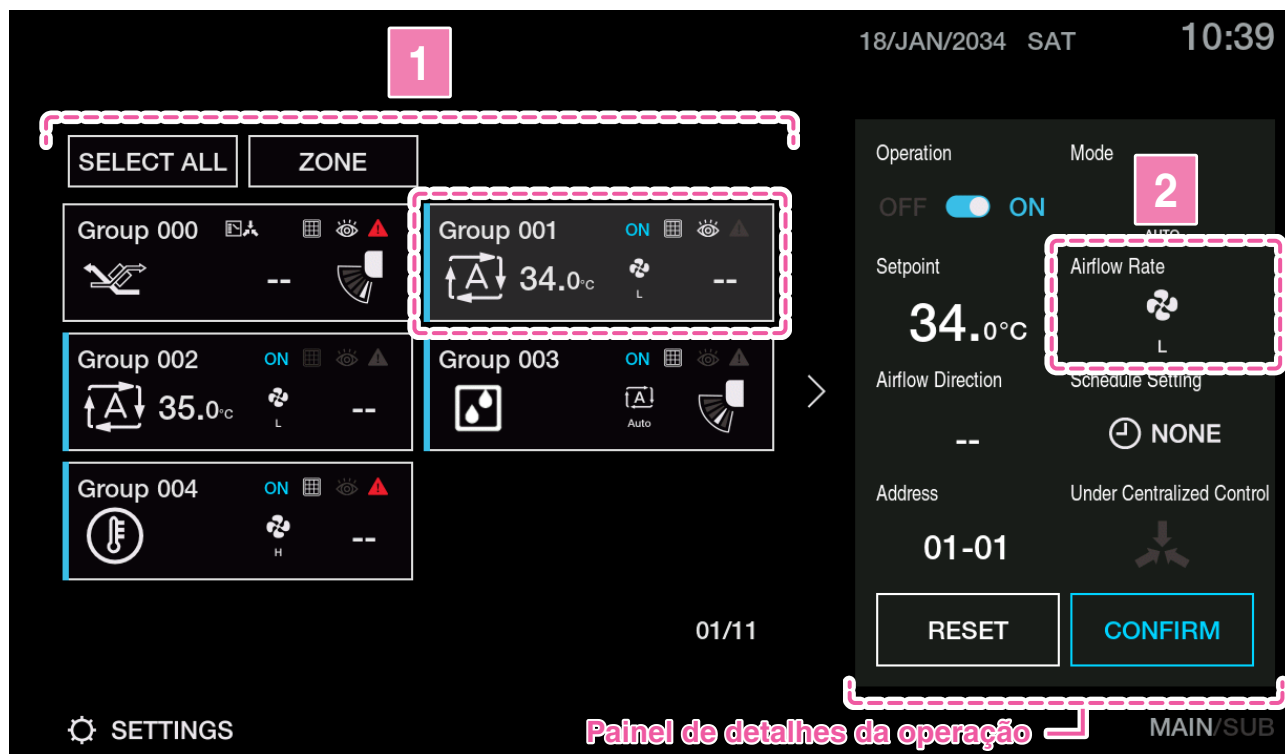 1
18/JAN/2034 SAT 10:39
SELECT ALL ZONE
Group 000
--
Group 001 ON
A 34.0°C L --
Group 002 ON
A 35.0°C L --
Group 003 ON
A Auto
Group 004 ON
H --
01/11
SETTINGS
Operation Mode
2
OFF ON
AUTO
Setpoint Airflow Rate
34.0°C L
Airflow Direction Schedule Setting
-- NONE
Address Under Centralized Control
01-01
RESET CONFIRM
Painel de detalhes da operação
MAIN/SUB